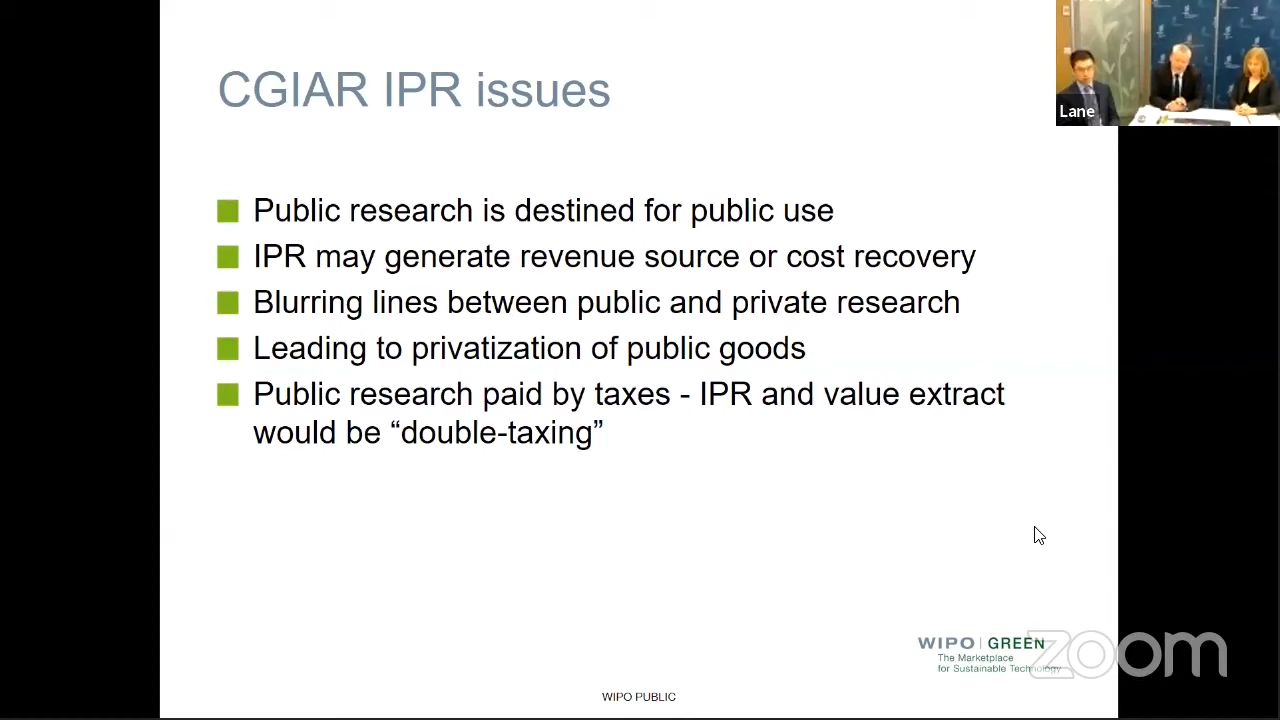 CGIAR IPR issues
Lane
Public research is destined for public use
IPR may generate revenue source or cost recovery
Blurring lines between public and private research
Leading to privatization of public goods
Public research paid by taxes - IPR and value extract
would be “double-taxing”
WIPO | GREEN
The Marketplace
for Sustainable Technology
zoom
WIPO PUBLIC